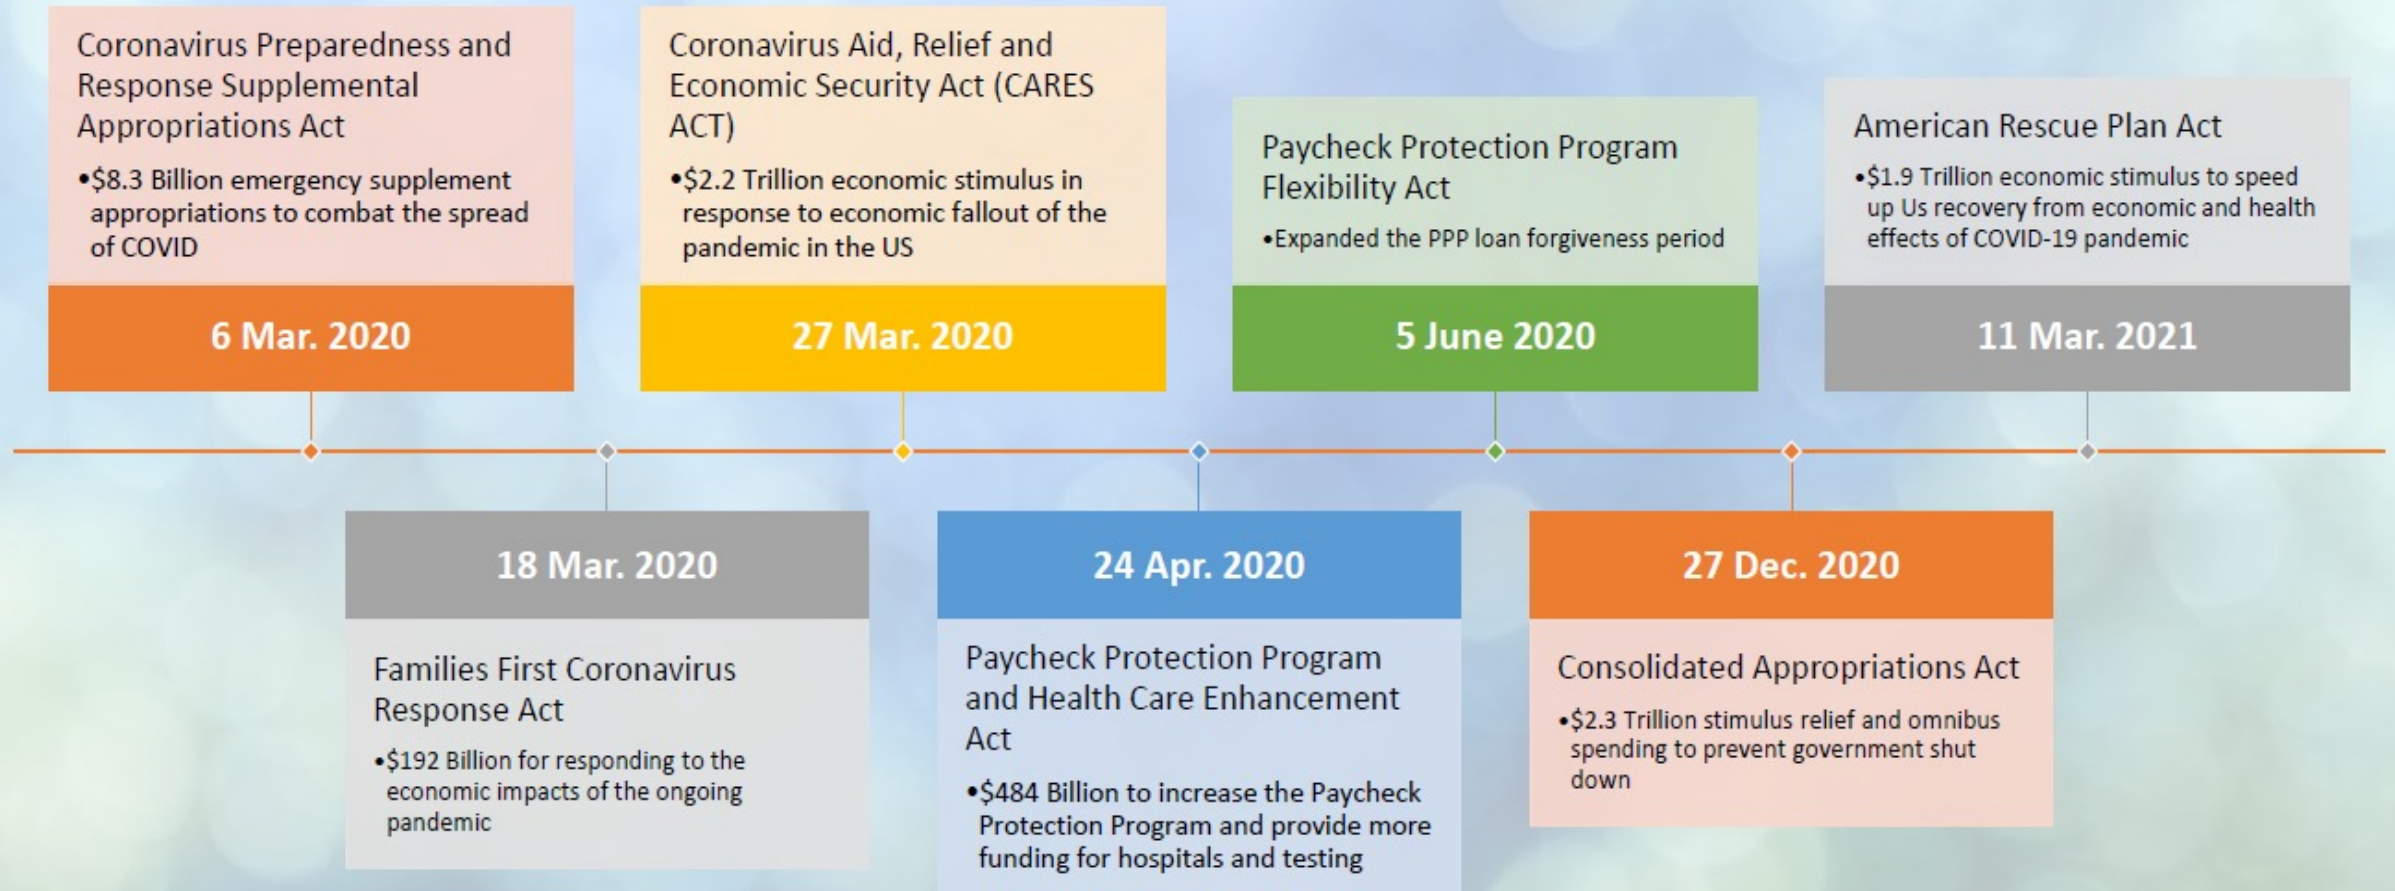 Coronavirus Preparedness and
Response Supplemental
Appropriations Act
•$8.3 Billion emergency supplement
appropriations to combat the spread
of COVID
6 Mar. 2020
18 Mar. 2020
Families First Coronavirus
Response Act
•$192 Billion for responding to the
economic impacts of the ongoing
pandemic
Coronavirus Aid, Relief and
Economic Security Act (CARES
ACT)
•$2.2 Trillion economic stimulus in
response to economic fallout of the
pandemic in the US
27 Mar. 2020
24 Apr. 2020
Paycheck Protection Program
and Health Care Enhancement
Act
•$484 Billion to increase the Paycheck
Protection Program and provide more
funding for hospitals and testing
Paycheck Protection Program
Flexibility Act
•Expanded the PPP loan forgiveness period
5 June 2020
27 Dec. 2020
Consolidated Appropriations Act
•$2.3 Trillion stimulus relief and omnibus
spending to prevent government shut
down
American Rescue Plan Act
•$1.9 Trillion economic stimulus to speed
up Us recovery from economic and health
effects of COVID-19 pandemic
11 Mar. 2021